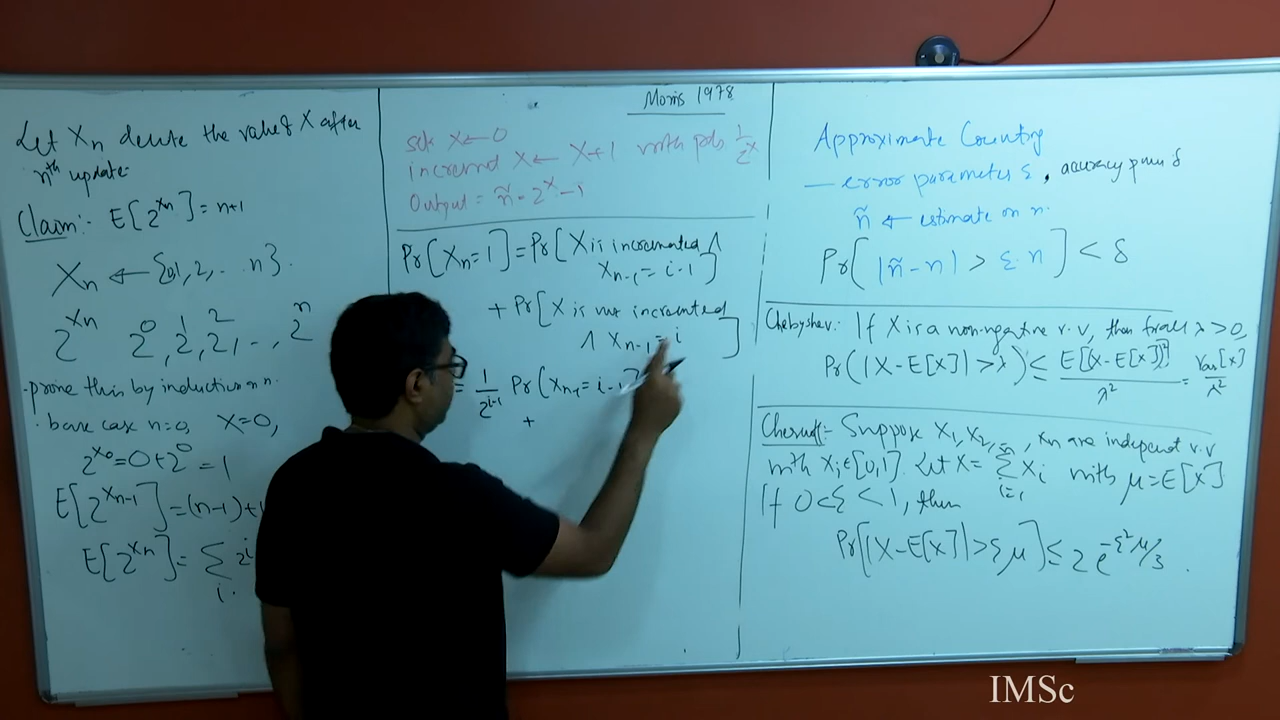 Let Xn denote the value of X after
nth update.
Claim:- E[2^Xn] = n+1
Xn ← {0,1,2,... n}.
2^Xn 2^0, 2^1, 2^2, ..., 2^n
- prove this by induction on n.
. base case n=0, X=0,
2^X0 = 0+2^0 = 1
E[2^Xn-1] = (n-1)+1
E[2^Xn] = Σ 2^i
i.
Morris 1978
set X ← 0
increment X ← X+1 with prob 1/2^X
Output = ñ = 2^X - 1
Pr[Xn=i] = Pr[X is incremented ∧
Xn-1 = i-1]
+ Pr[X is not incremented
∧ Xn-1 = i]
= 1/2^i-1 Pr(Xn-1 = i-1)
+
Approximate Counting
— error parameter ε, accuracy δ
ñ ← estimate on n.
Pr[|ñ-n| > ε n] < δ
Chebyshev: If X is a non-negative r.v, then for all λ>0,
Pr(|X-E[X]| > λ) ≤ E[(X-E[X])²]/λ² = Var[X]/λ²
Chernoff:- Suppose X1, X2, ..., Xn are independent r.v
with Xi∈[0,1]. Let X = Σ i=1 n Xi with μ=E[X]
If 0<ε<1, then
Pr[|X-E[X]| > εμ] ≤ 2 e^-ε²μ/3.
IMSc